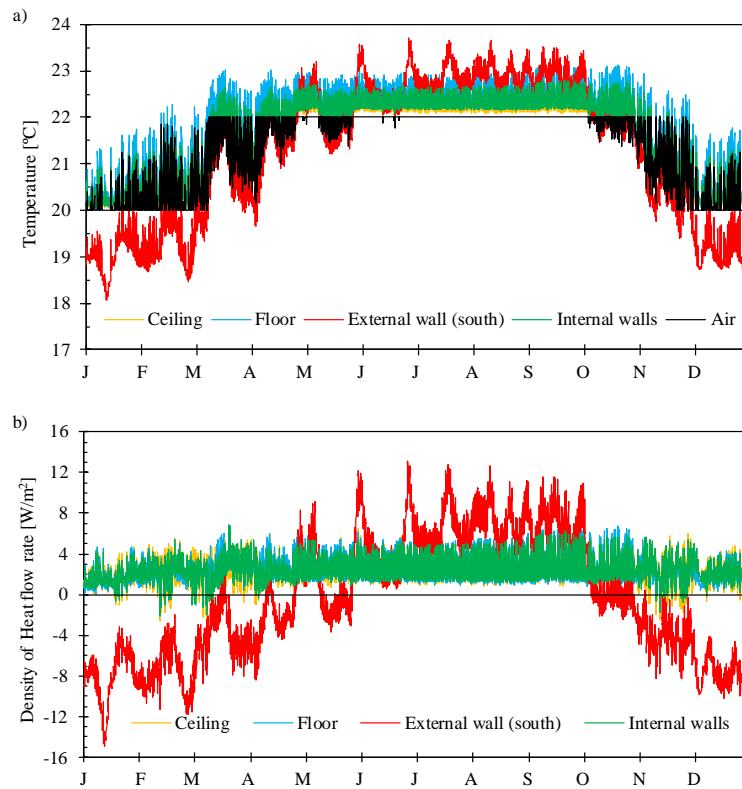 a)
24
23
22
21
20
19
18
17
Temperature [ºC]
Ceiling Floor External wall (south) Internal walls Air
J F M A M J J A S O N D
b)
16
12
8
4
0
-4
-8
-12
-16
Density of Heat flow rate [W/m²]
Ceiling Floor External wall (south) Internal walls
J F M A M J J A S O N D